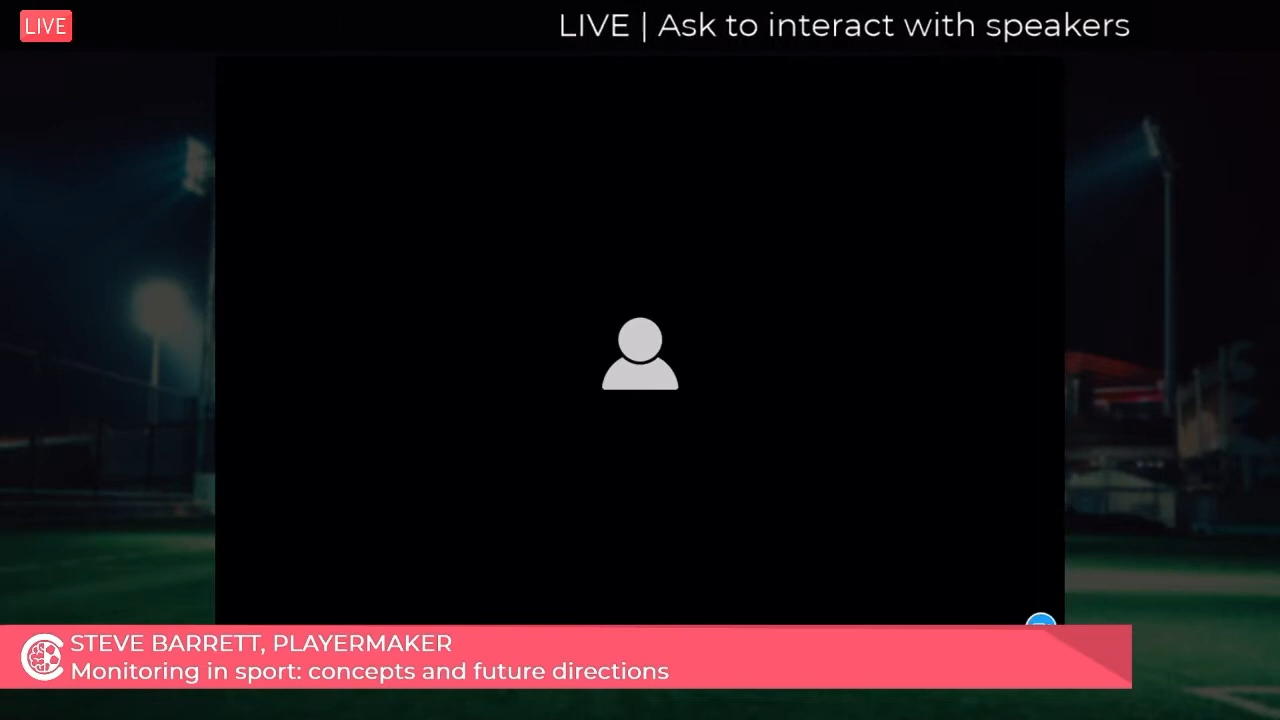 LIVE
LIVE | Ask to interact with speakers
STEVE BARRETT, PLAYERMAKER
Monitoring in sport: concepts and future directions